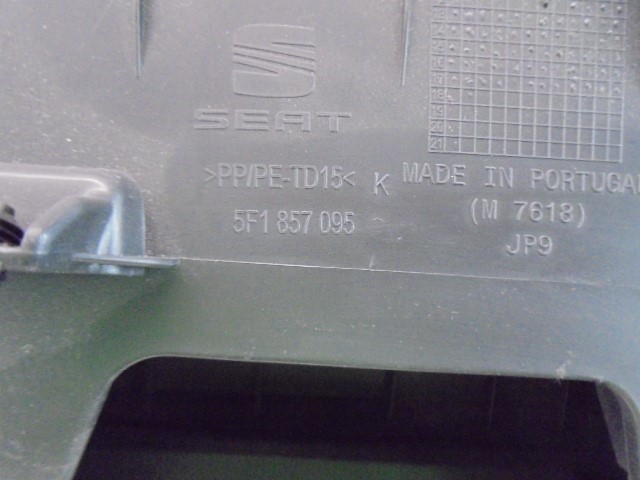 SEAT
>PP/PE-TD15< K MADE IN PORTUGAL
5F1 857 095 (M 7618)
JP9